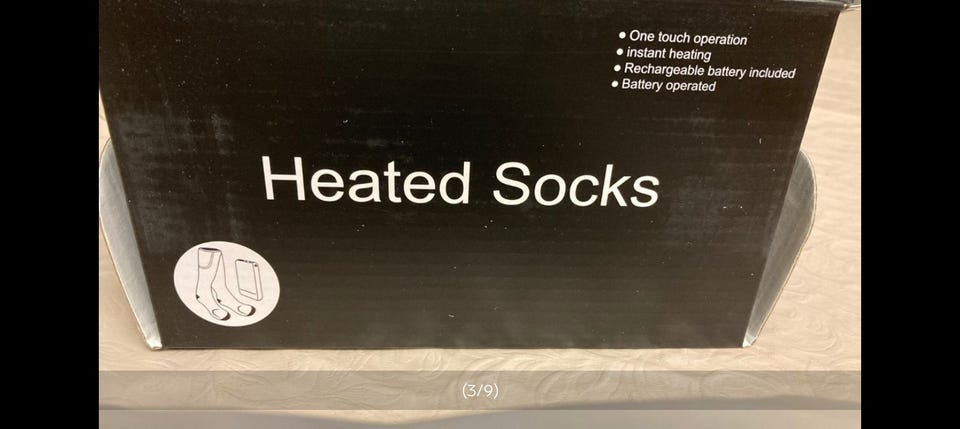 • One touch operation
• instant heating
• Rechargeable battery included
• Battery operated
Heated Socks
(3/9)